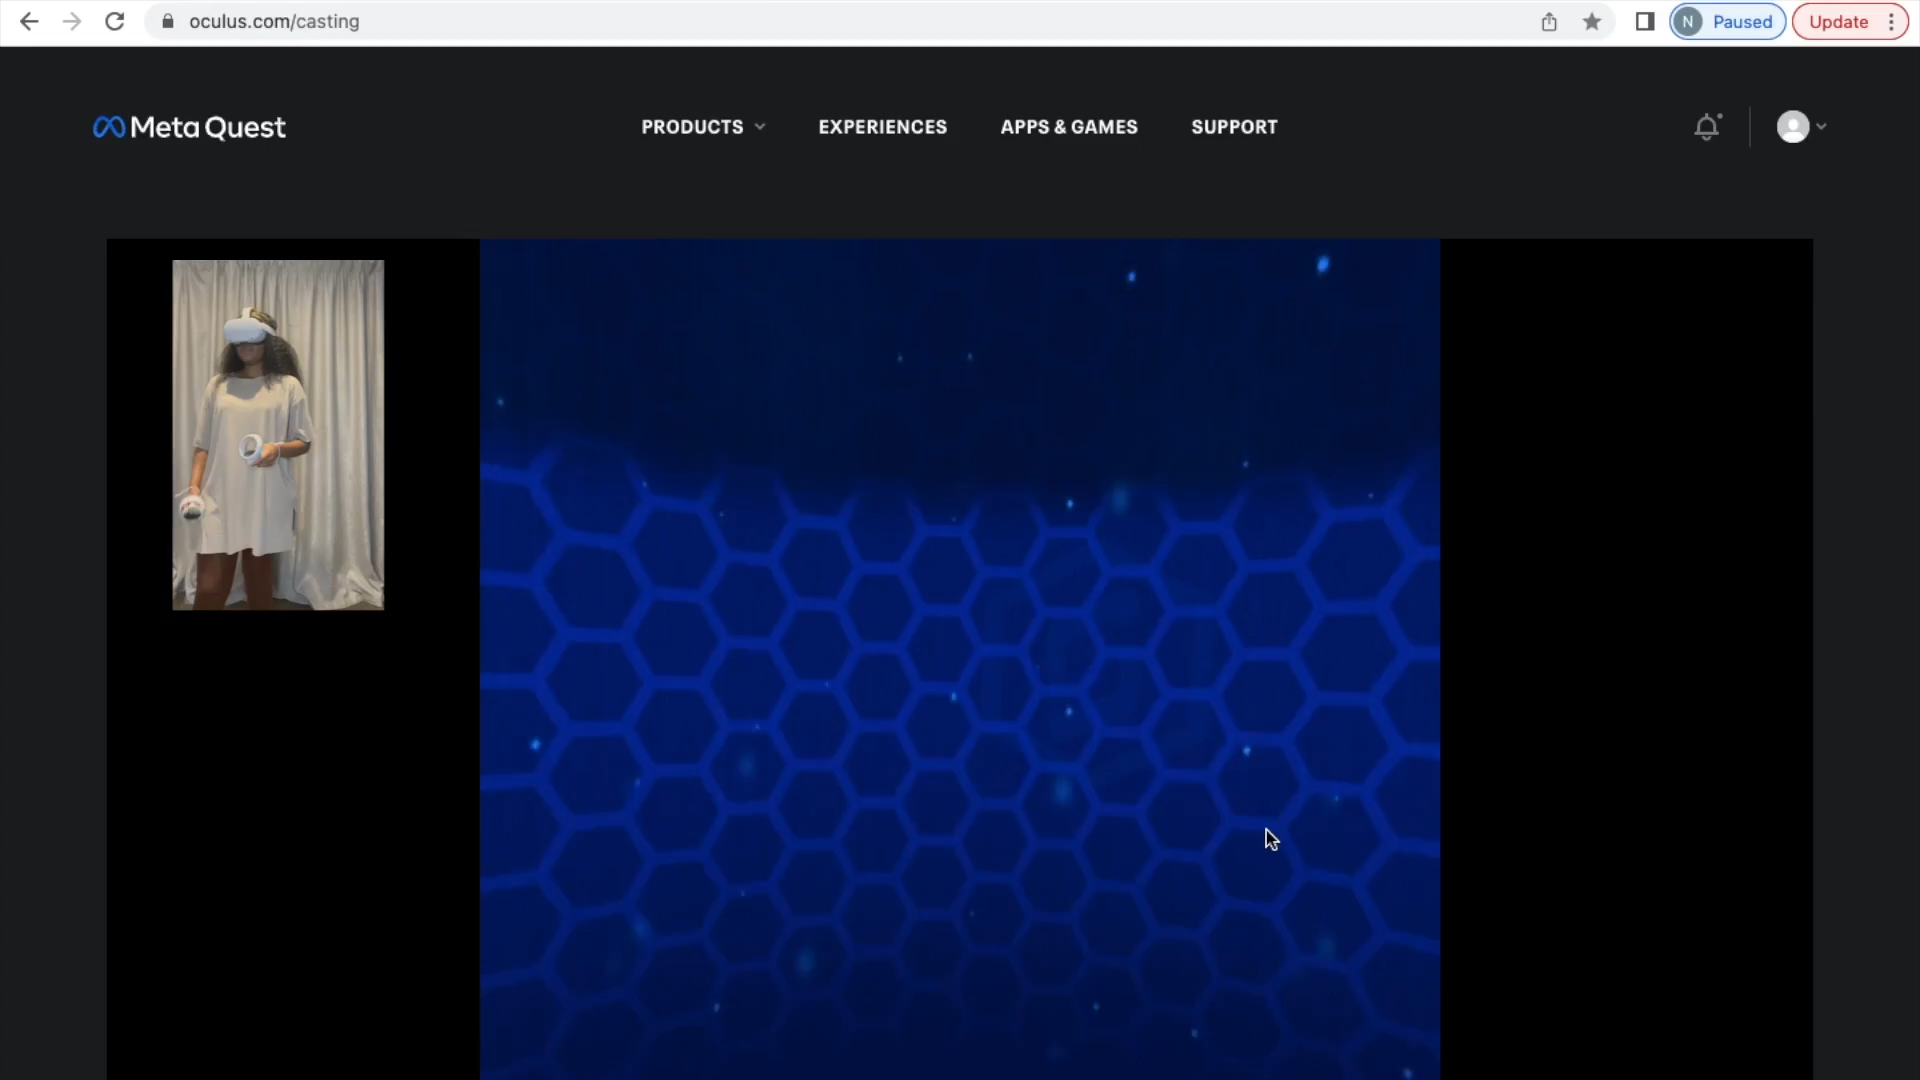 oculus.com/casting
N Paused
Update
Meta Quest
PRODUCTS
EXPERIENCES
APPS & GAMES
SUPPORT